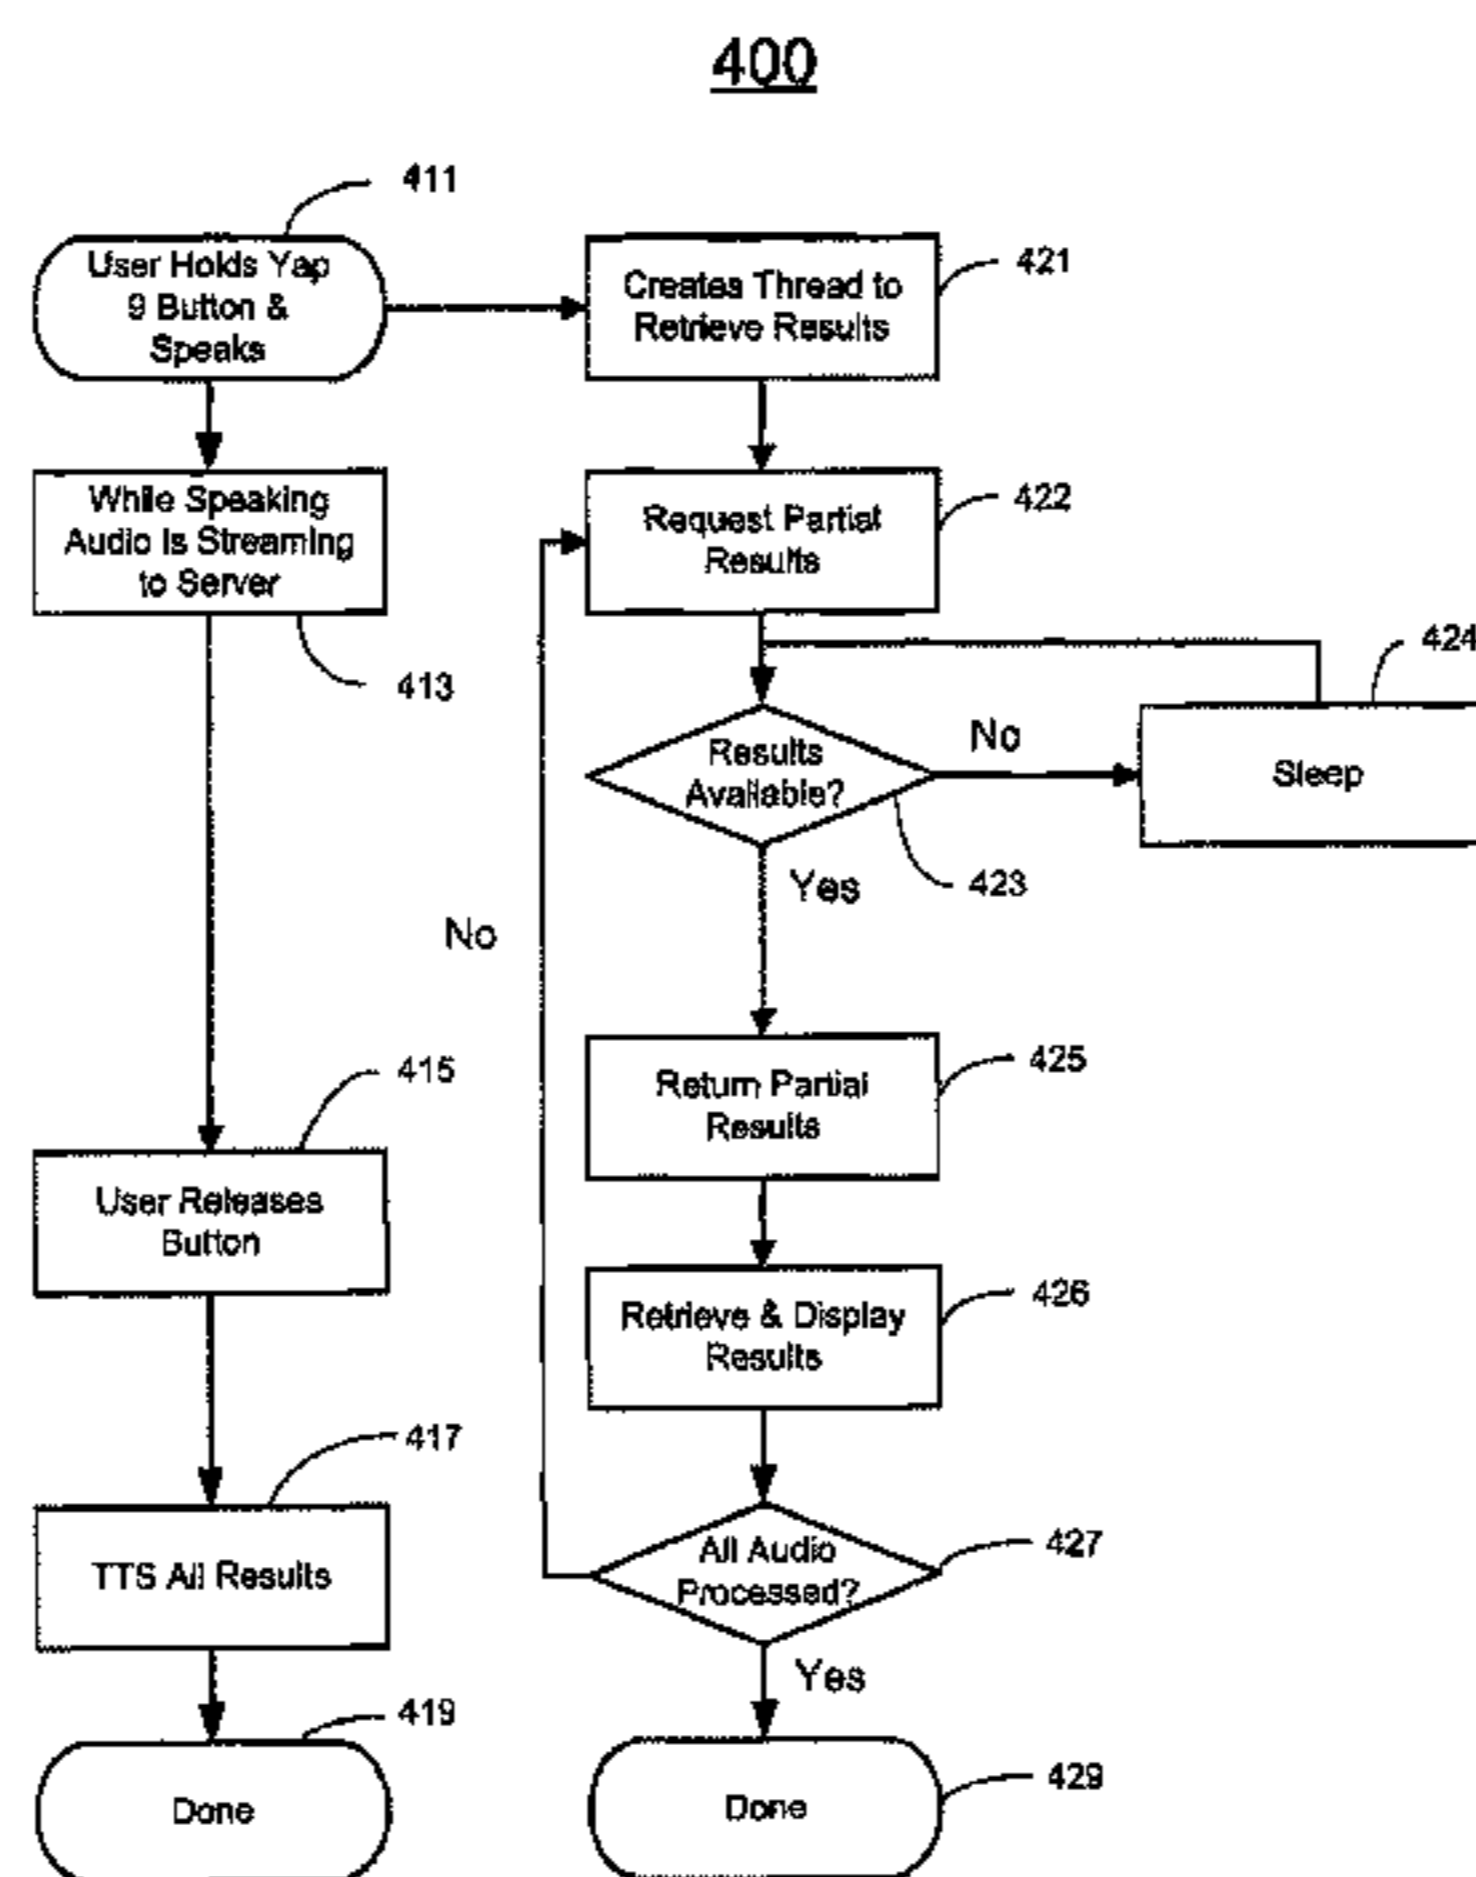 400
411
User Holds Yap
9 Button &
Speaks
Creates Thread to
Retrieve Results
421
While Speaking
Audio is Streaming
to Server
413
Request Partial
Results
422
424
Results
Available?
No
Sleep
423
Yes
No
Return Partial
Results
425
415
User Releases
Button
Retrieve & Display
Results
426
417
TTS All Results
All Audio
Processed?
427
Yes
419
Done
Done
429